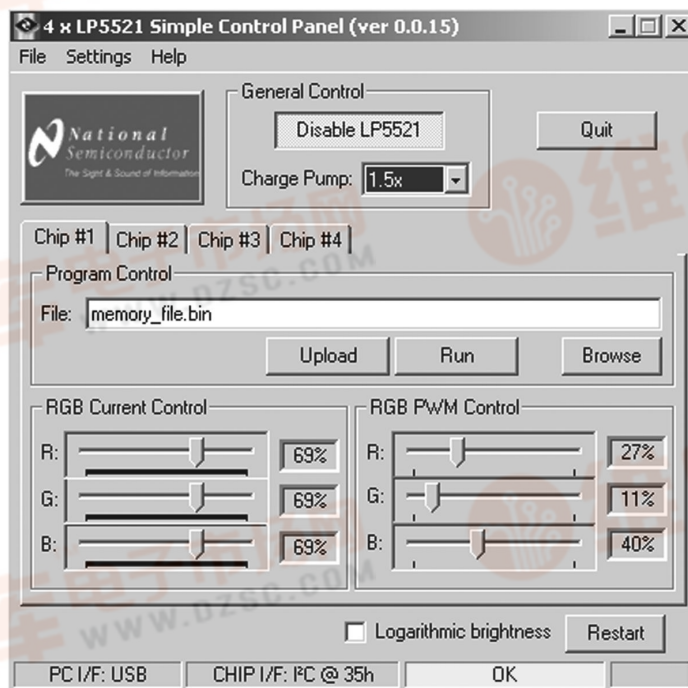 4 x LP5521 Simple Control Panel (ver 0.0.15)
File Settings Help
National
Semiconductor
The Sight & Sound of Information
General Control
Disable LP5521
Charge Pump: 1.5x
Quit
Chip #1 Chip #2 Chip #3 Chip #4
Program Control
File: memory_file.bin
Upload Run Browse
RGB Current Control
R: 69%
G: 69%
B: 69%
RGB PWM Control
R: 27%
G: 11%
B: 40%
Logarithmic brightness Restart
PC I/F: USB CHIP I/F: I²C @ 35h OK
WWW.DZSC.COM